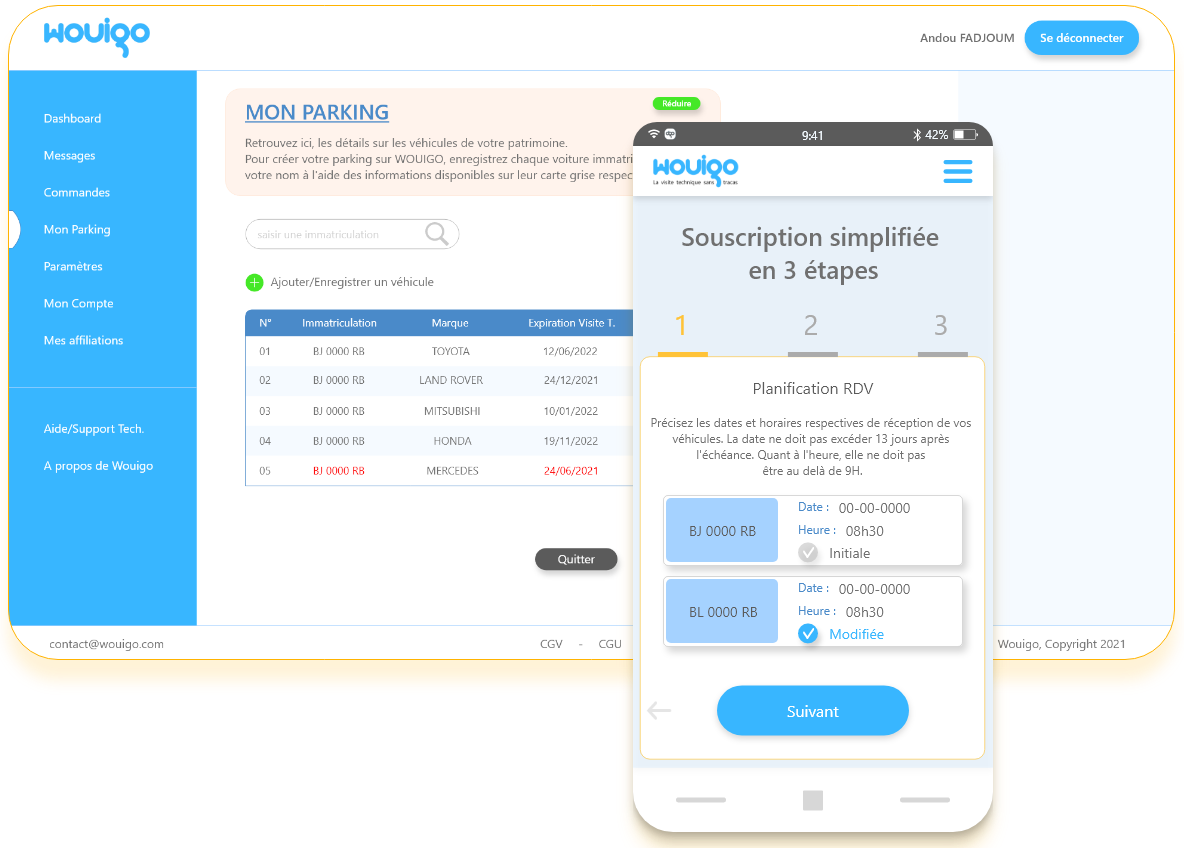 wouigo
Andou FADJOUM
Se déconnecter
Dashboard
Messages
Commandes
Mon Parking
Paramètres
Mon Compte
Mes affiliations
Aide/Support Tech.
A propos de Wouigo
MON PARKING
Réduire
Retrouvez ici, les détails sur les véhicules de votre patrimoine.
Pour créer votre parking sur WOUIGO, enregistrez chaque voiture immatri
votre nom à l'aide des informations disponibles sur leur carte grise respec
saisir une immatriculation
Ajouter/Enregistrer un véhicule
N° Immatriculation Marque Expiration Visite T.
01 BJ 0000 RB TOYOTA 12/06/2022
02 BJ 0000 RB LAND ROVER 24/12/2021
03 BJ 0000 RB MITSUBISHI 10/01/2022
04 BJ 0000 RB HONDA 19/11/2022
05 BJ 0000 RB MERCEDES 24/06/2021
Quitter
contact@wouigo.com
CGV - CGU
Wouigo, Copyright 2021
9:41
42%
wouigo
La visite technique sans tracas
Souscription simplifiée
en 3 étapes
1 2 3
Planification RDV
Précisez les dates et horaires respectives de réception de vos
véhicules. La date ne doit pas excéder 13 jours après
l'échéance. Quant à l'heure, elle ne doit pas
être au delà de 9H.
BJ 0000 RB
Date : 00-00-0000
Heure : 08h30
Initiale
BL 0000 RB
Date : 00-00-0000
Heure : 08h30
Modifiée
Suivant